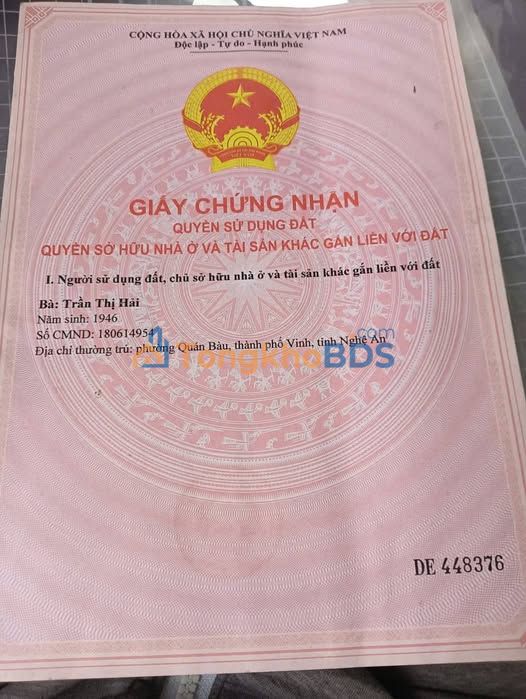 CỘNG HÒA XÃ HỘI CHỦ NGHĨA VIỆT NAM
Độc lập - Tự do - Hạnh phúc
GIẤY CHỨNG NHẬN
QUYỀN SỬ DỤNG ĐẤT
QUYỀN SỞ HỮU NHÀ Ở VÀ TÀI SẢN KHÁC GẮN LIỀN VỚI ĐẤT
I. Người sử dụng đất, chủ sở hữu nhà ở và tài sản khác gắn liền với đất
Bà: Trần Thị Hải
Năm sinh: 1946
Số CMND: 180614954
Địa chỉ thường trú: phường Quán Bàu, thành phố Vinh, tỉnh Nghệ An
TongkhoBDS
.com
DE 448376